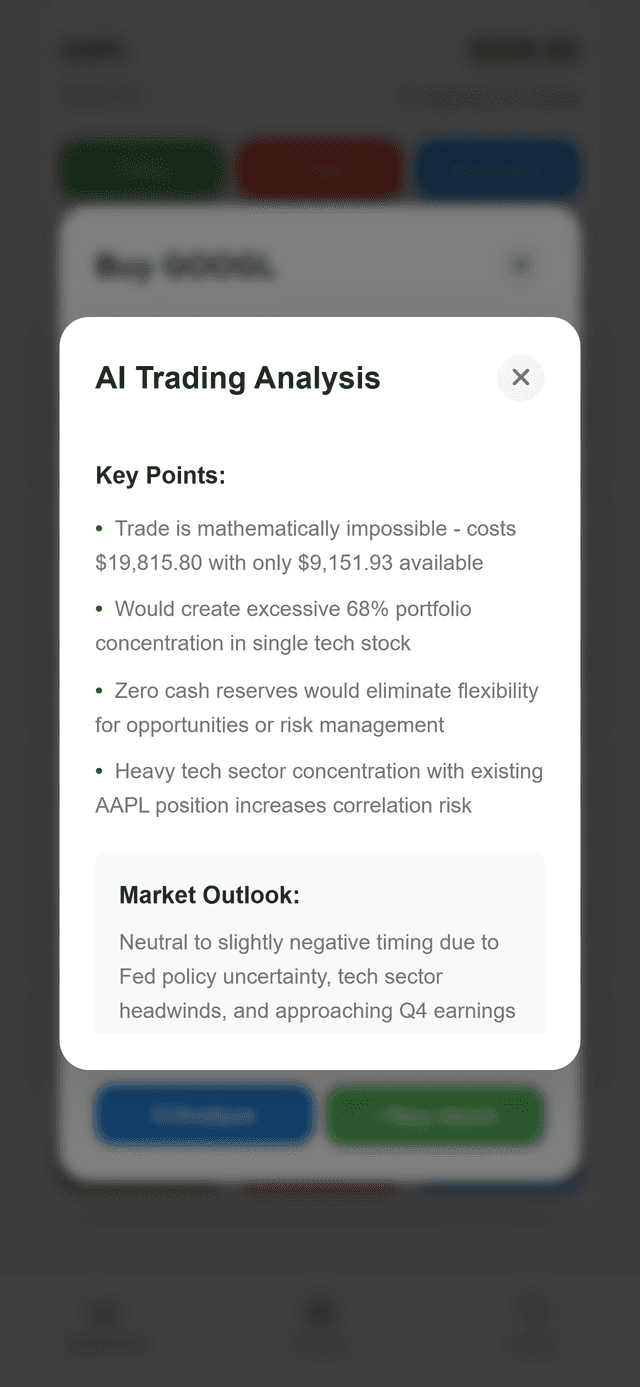 Buy GOOGL
AI Trading Analysis
Key Points:
• Trade is mathematically impossible - costs
$19,815.80 with only $9,151.93 available
• Would create excessive 68% portfolio
concentration in single tech stock
• Zero cash reserves would eliminate flexibility
for opportunities or risk management
• Heavy tech sector concentration with existing
AAPL position increases correlation risk
Market Outlook:
Neutral to slightly negative timing due to
Fed policy uncertainty, tech sector
headwinds, and approaching Q4 earnings